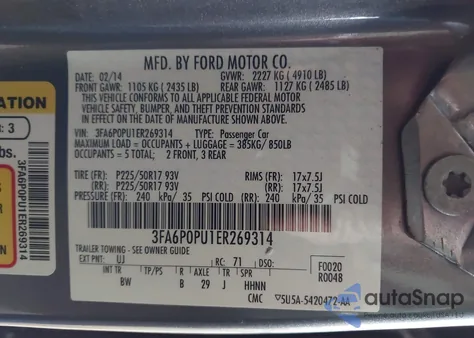 MFD. BY FORD MOTOR CO.
02/14 GVWR: 2227 KG ( 4910 LB)
FRONT GAWR: 1105 KG ( 2435 LB) REAR GAWR: 1127 KG ( 2485 LB)
THIS VEHICLE CONFORMS TO ALL APPLICABLE FEDERAL MOTOR
VEHICLE SAFETY, BUMPER, AND THEFT PREVENTION STANDARDS
IN EFFECT ON THE DATE OF MANUFACTURE SHOWN ABOVE.
VIN: 3FA6P0PU1ER269314 TYPE: Passenger Car
MAXIMUM LOAD = OCCUPANTS + LUGGAGE = 385KG/ 850LB
OCCUPANTS = 5 TOTAL; 2 FRONT, 3 REAR
TIRE (FR): P225/50R17 93V RIMS (FR): 17x7.5J
(RR): P225/50R17 93V (RR): 17x7.5J
PRESSURE (FR): 240 kPa/ 35 PSI COLD (RR): 240 kPa/ 35 PSI COLD
3FA6P0PU1ER269314
TRAILER TOWING - SEE OWNER GUIDE
EXT PNT: UJ RC: 71 DSO: F0020
R0048
INT TR TP/PS R AXLE TR SPR
BW B 29 J HHNN
CMC 5U5A-5420472-AA
ATION
: 3
lbs.
3FA6P0PU1ER269314
autoSnap